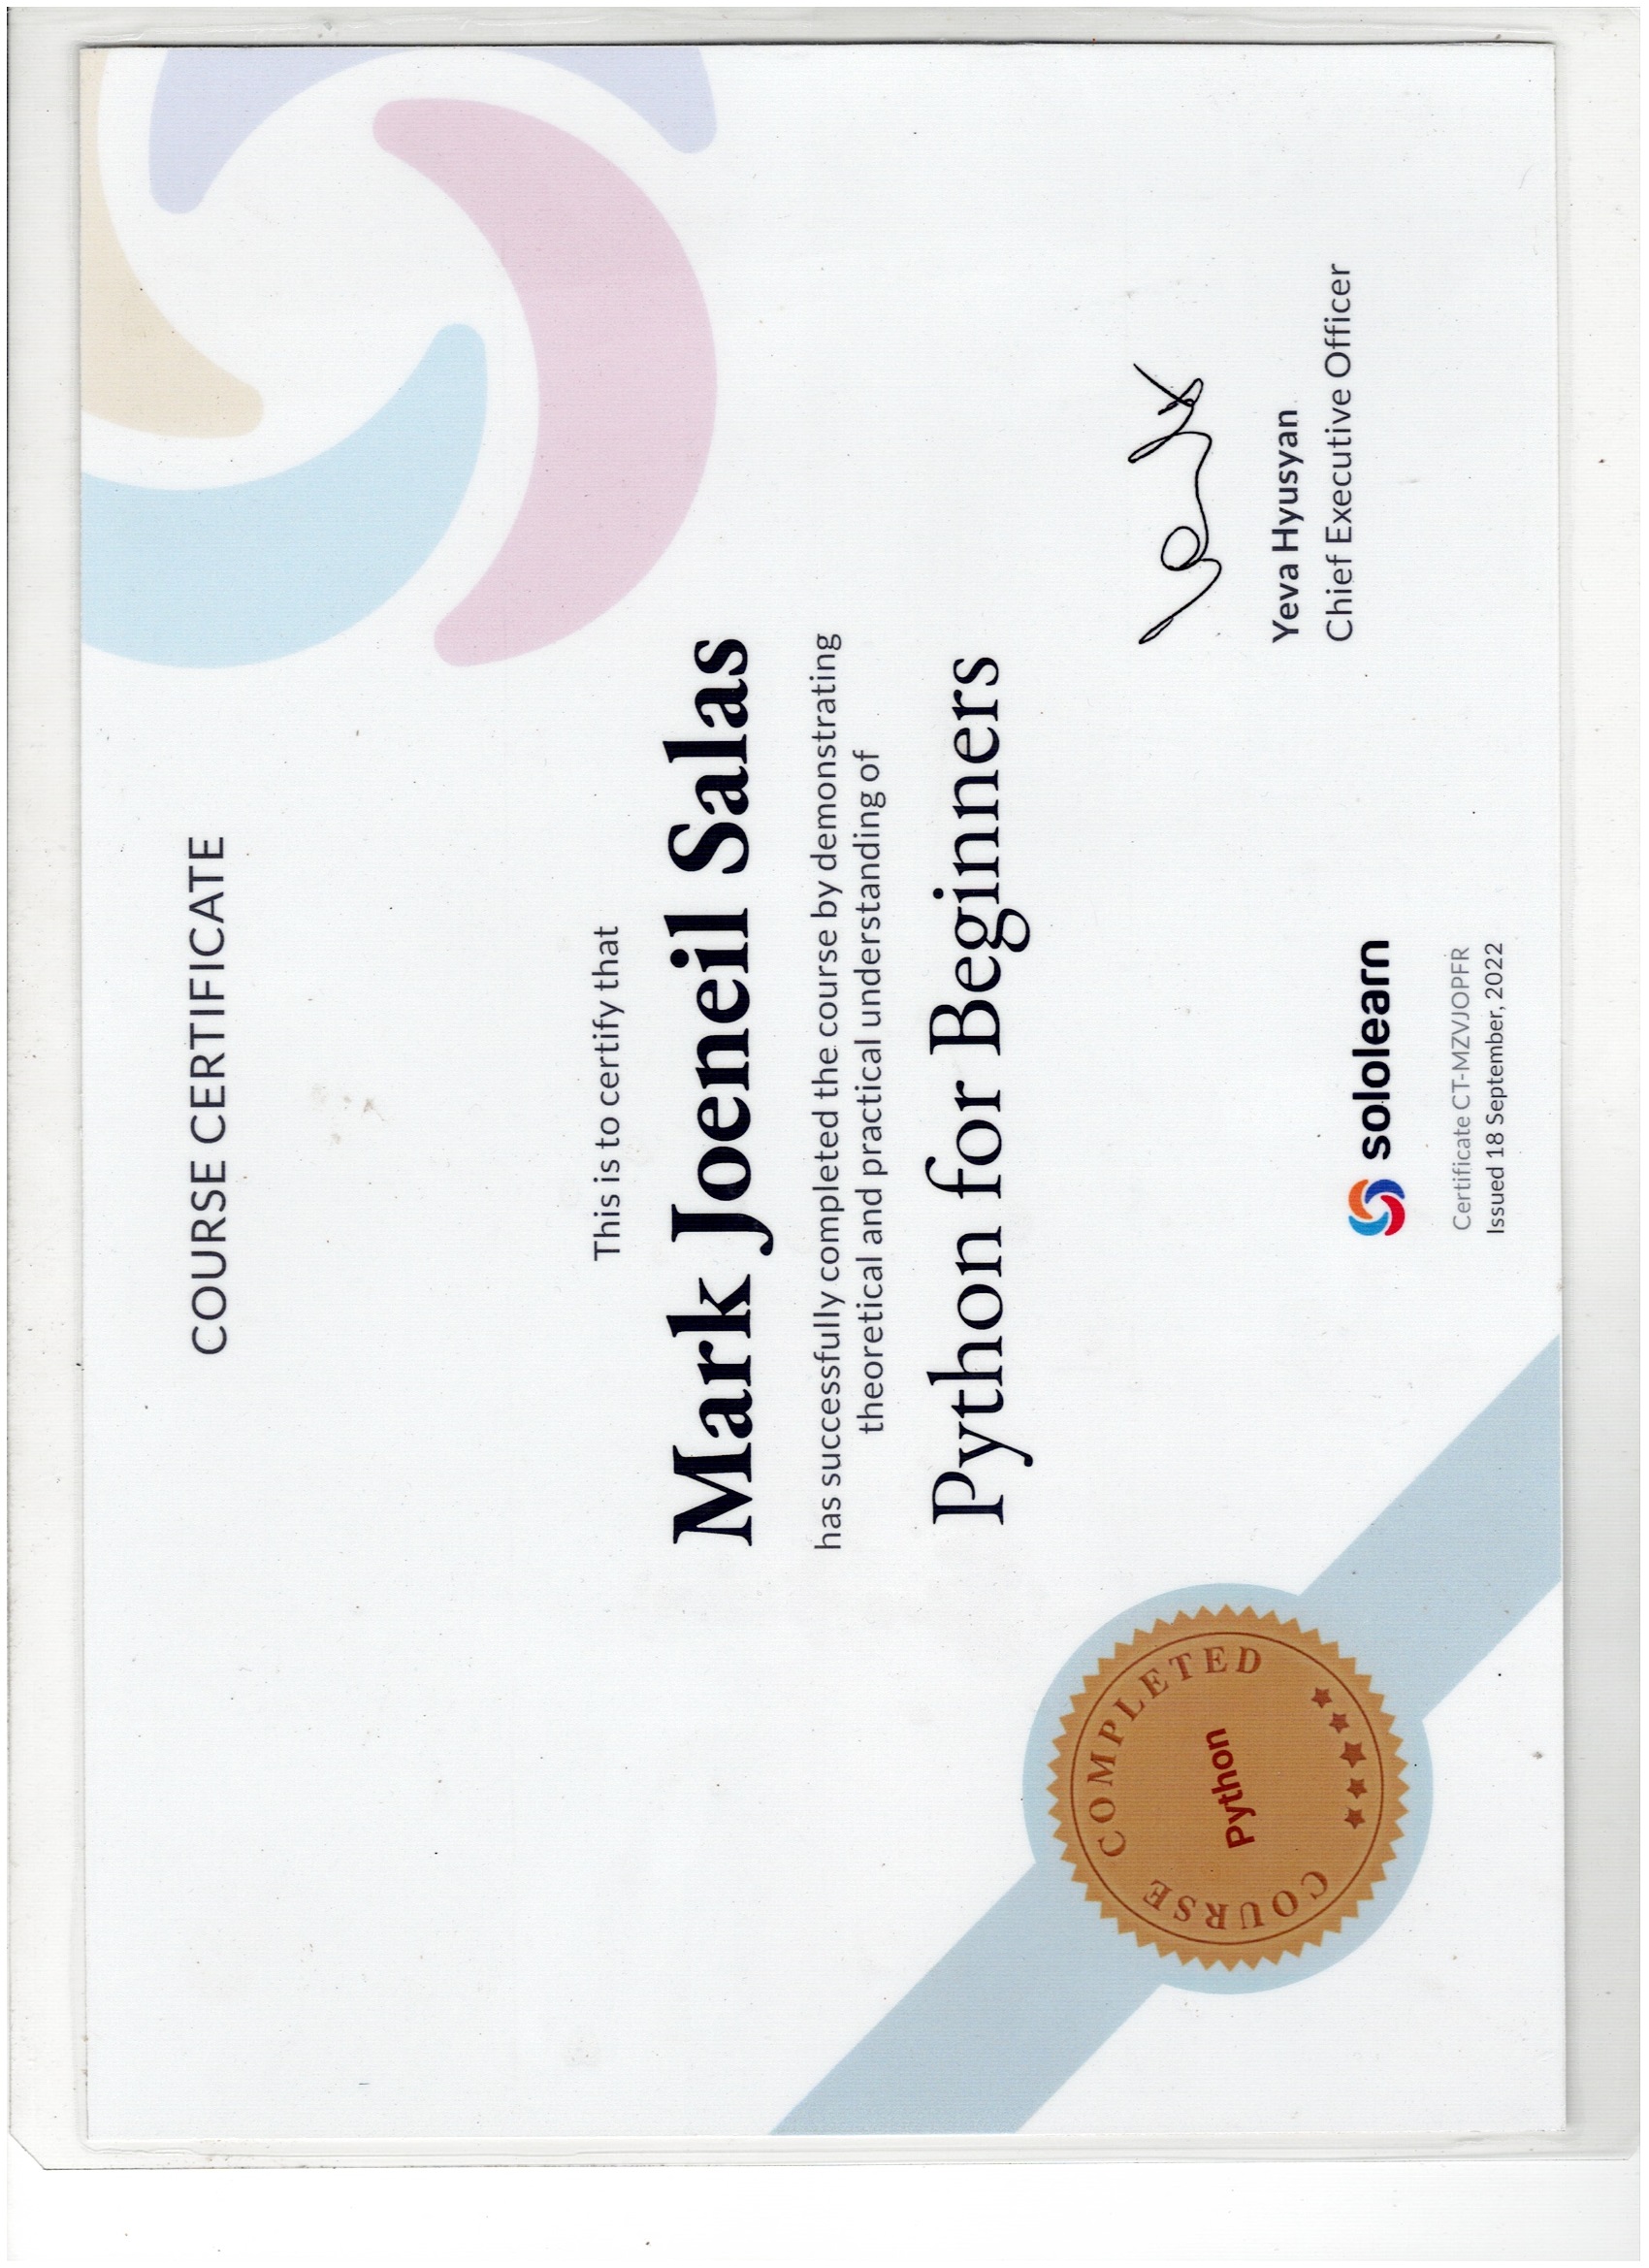 COURSE CERTIFICATE
This is to certify that
Mark Joeneil Salas
has successfully completed the course by demonstrating
theoretical and practical understanding of
Python for Beginners
COURSE COMPLETED
Python
Yeva Hyusyan
Chief Executive Officer
sololearn
Certificate CT-MZVJOPFR
Issued 18 September, 2022